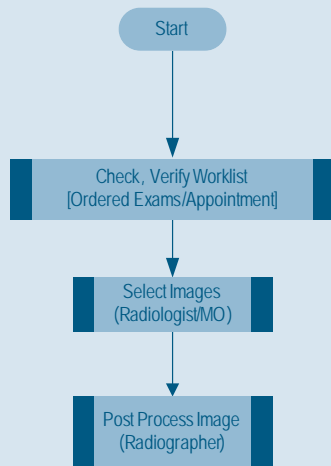 Start
Check, Verify Worklist
[Ordered Exams/Appointment]
Select Images
(Radiologist/MO)
Post Process Image
(Radiographer)